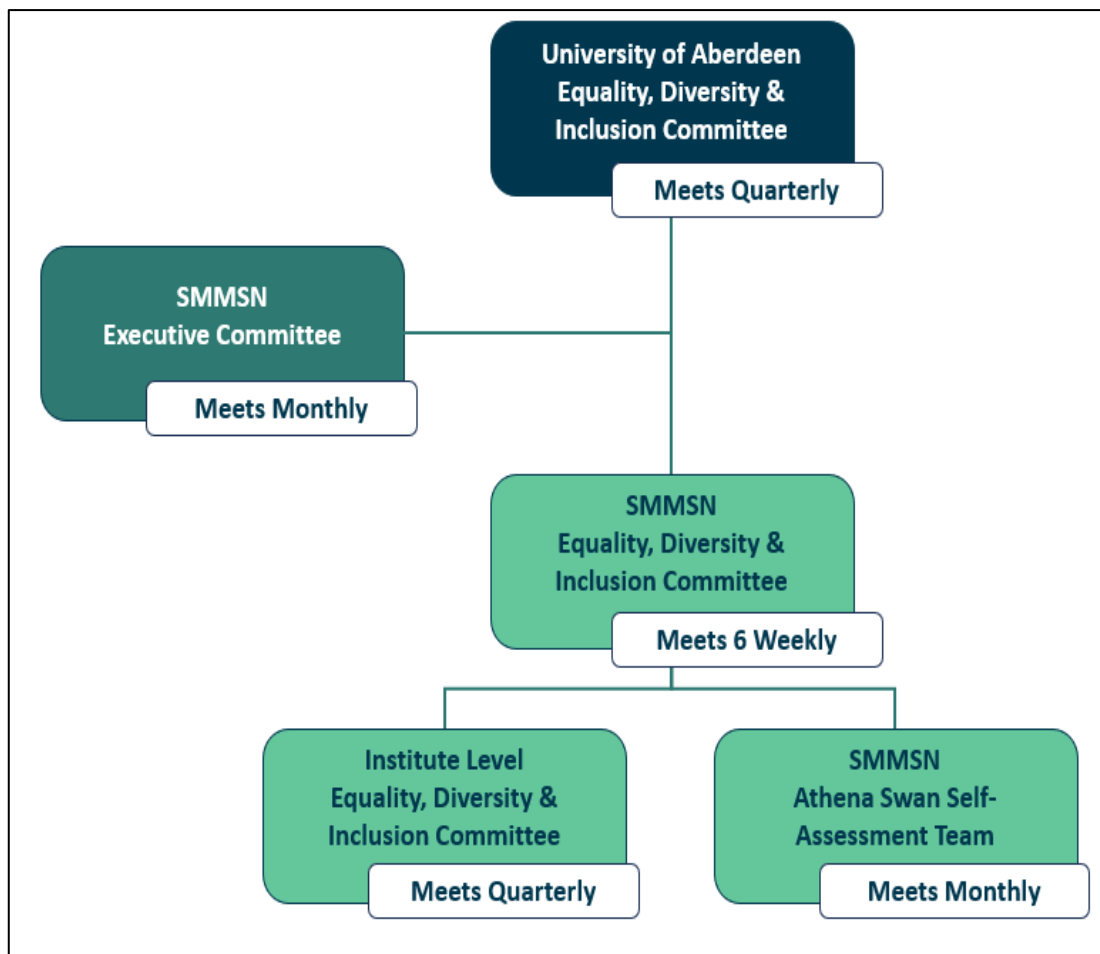 University of Aberdeen
Equality, Diversity &
Inclusion Committee
Meets Quarterly
SMMSN
Executive Committee
Meets Monthly
SMMSN
Equality, Diversity &
Inclusion Committee
Meets 6 Weekly
Institute Level
Equality, Diversity &
Inclusion Committee
Meets Quarterly
SMMSN
Athena Swan Self-
Assessment Team
Meets Monthly